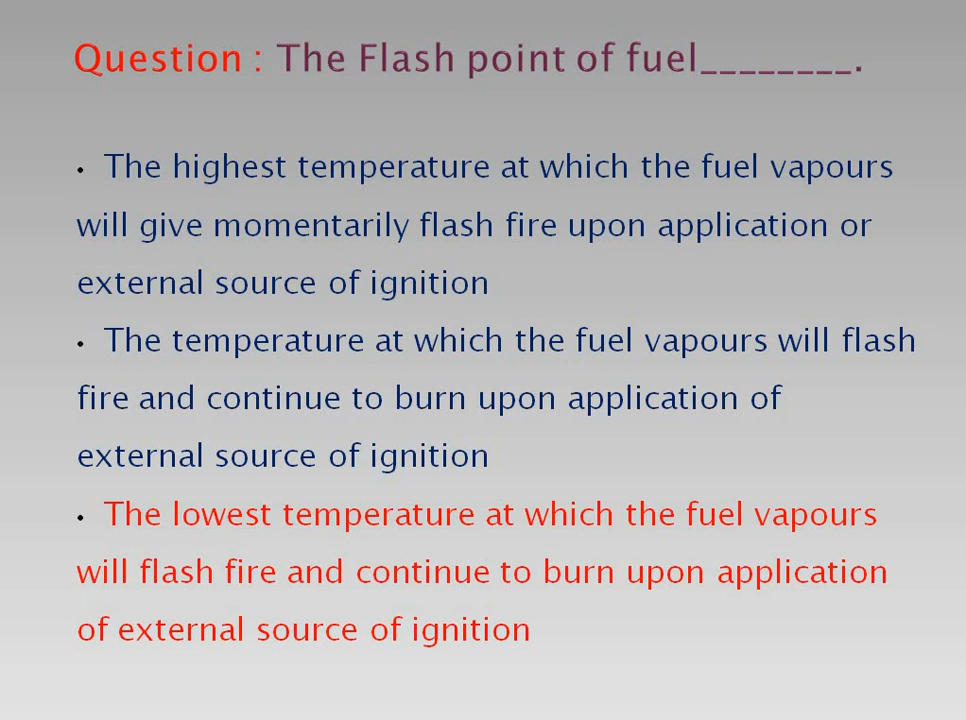 Question : The Flash point of fuel________.
• The highest temperature at which the fuel vapours
will give momentarily flash fire upon application or
external source of ignition
• The temperature at which the fuel vapours will flash
fire and continue to burn upon application of
external source of ignition
• The lowest temperature at which the fuel vapours
will flash fire and continue to burn upon application
of external source of ignition